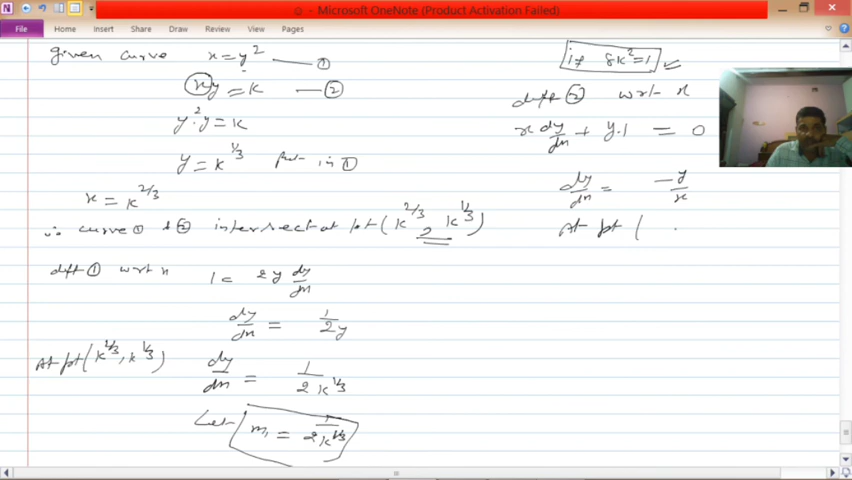 Microsoft OneNote (Product Activation Failed)
File Home Insert Share Draw Review View Pages
given curve x = y² — ①
xy = k — ②
y²·y = k
y = k^{1/3} put in ①
x = k^{2/3}
∴ curve ① & ② intersect at pt (k^{2/3}, k^{1/3})
diff ① wrt x 1 = 2y dy/dx
dy/dx = 1/2y
At pt (k^{2/3}, k^{1/3}) dy/dx = 1/2k^{1/3}
Let m₁ = 1/2k^{1/3}
if 8k² = 1 ✓
diff ② wrt x
x dy/dx + y·1 = 0
dy/dx = -y/x
At pt (